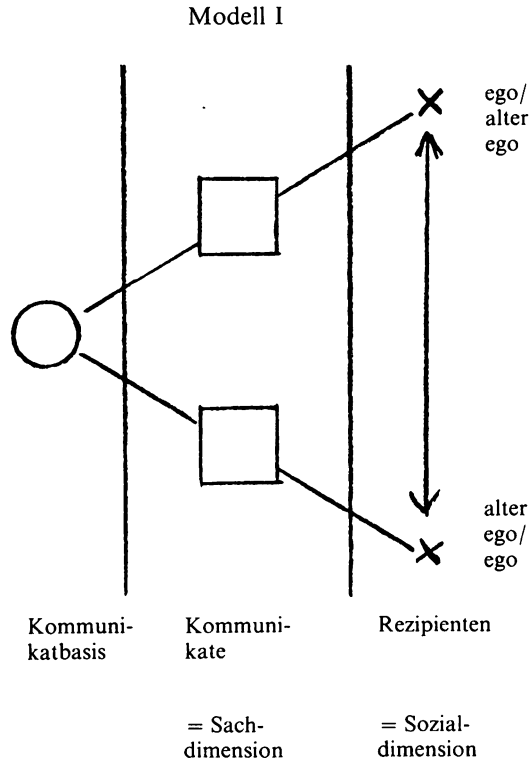 Modell I
ego/
alter
ego
alter
ego/
ego
Kommuni-
katbasis
Kommuni-
kate
Rezipienten
= Sach-
dimension
= Sozial-
dimension